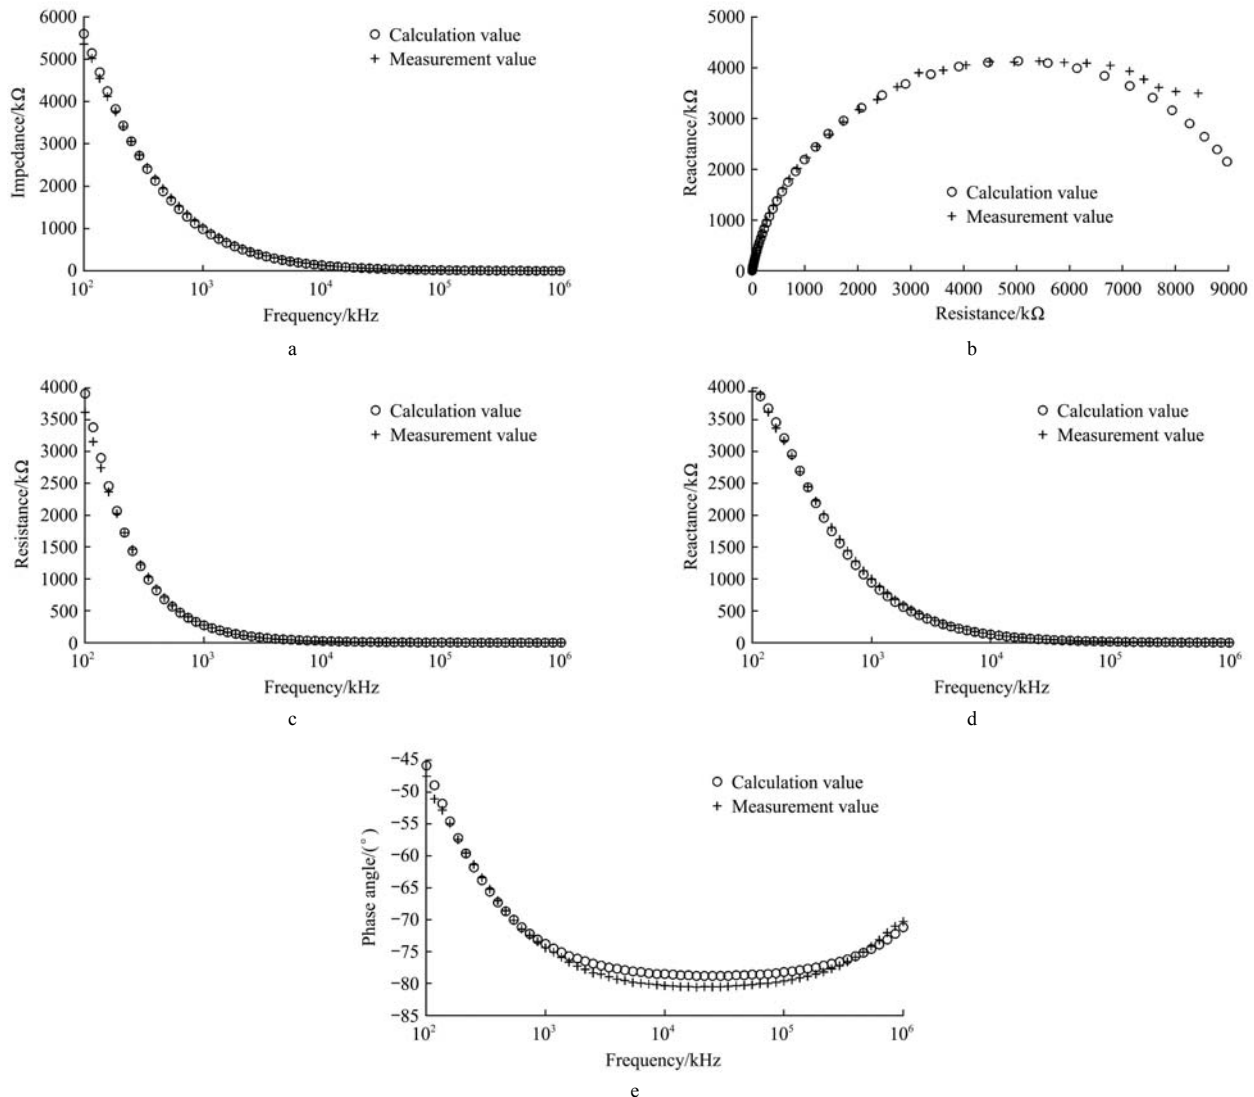 6000
5000
4000
3000
2000
1000
0
Impedance/kΩ
Calculation value
Measurement value
10² 10³ 10⁴ 10⁵ 10⁶
Frequency/kHz
a
5000
4000
3000
2000
1000
0
Reactance/kΩ
Calculation value
Measurement value
0 1000 2000 3000 4000 5000 6000 7000 8000 9000
Resistance/kΩ
b
4000
3500
3000
2500
2000
1500
1000
500
0
Resistance/kΩ
Calculation value
Measurement value
10² 10³ 10⁴ 10⁵ 10⁶
Frequency/kHz
c
4000
3500
3000
2500
2000
1500
1000
500
0
Reactance/kΩ
Calculation value
Measurement value
10² 10³ 10⁴ 10⁵ 10⁶
Frequency/kHz
d
−45
−50
−55
−60
−65
−70
−75
−80
−85
Phase angle/(°)
Calculation value
Measurement value
10² 10³ 10⁴ 10⁵ 10⁶
Frequency/kHz
e